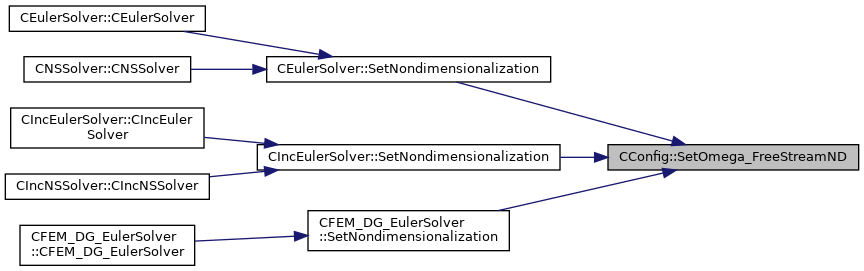 CEulerSolver::CEulerSolver
CNSSolver::CNSSolver
CEulerSolver::SetNondimensionalization
CIncEulerSolver::CIncEuler
Solver
CIncEulerSolver::SetNondimensionalization
CConfig::SetOmega_FreeStreamND
CIncNSSolver::CIncNSSolver
CFEM_DG_EulerSolver
::SetNondimensionalization
CFEM_DG_EulerSolver
::CFEM_DG_EulerSolver